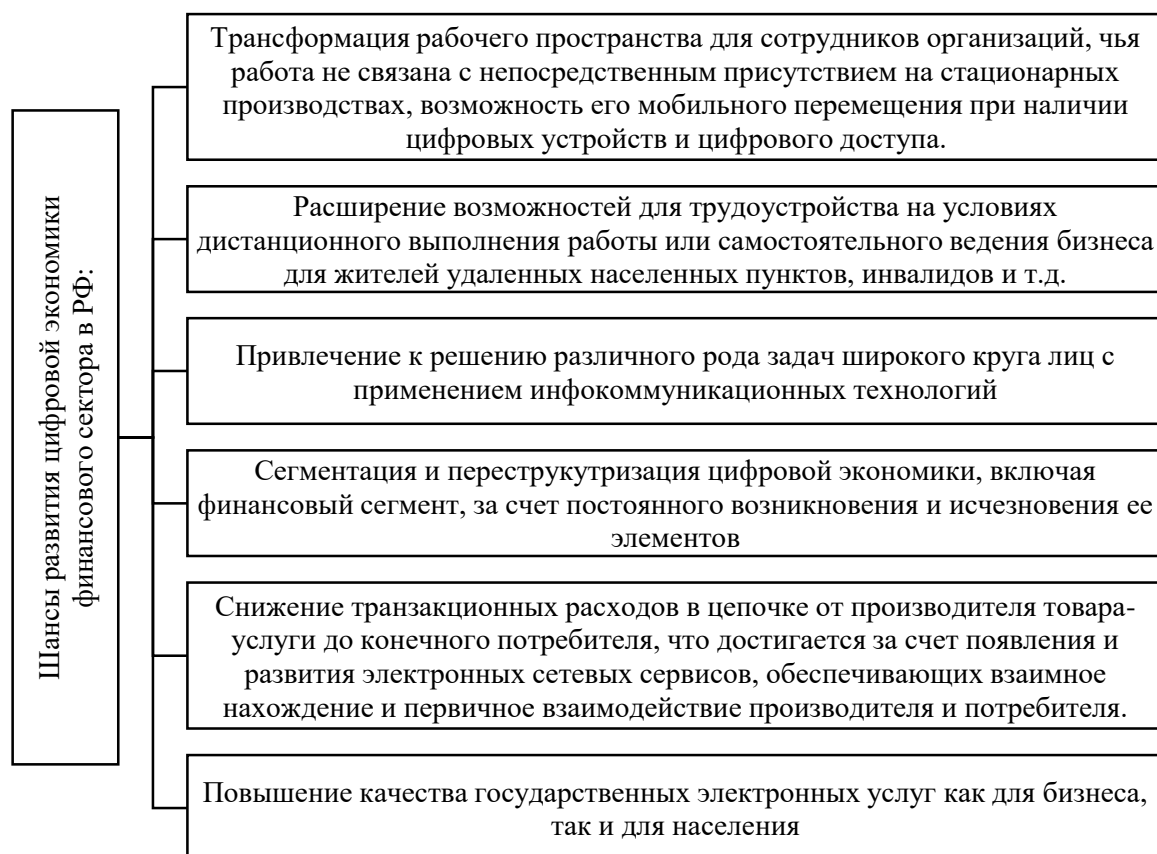 Шансы развития цифровой экономики
финансового сектора в РФ:
Трансформация рабочего пространства для сотрудников организаций, чья
работа не связана с непосредственным присутствием на стационарных
производствах, возможность его мобильного перемещения при наличии
цифровых устройств и цифрового доступа.
Расширение возможностей для трудоустройства на условиях
дистанционного выполнения работы или самостоятельного ведения бизнеса
для жителей удаленных населенных пунктов, инвалидов и т.д.
Привлечение к решению различного рода задач широкого круга лиц с
применением инфокоммуникационных технологий
Сегментация и переструкутризация цифровой экономики, включая
финансовый сегмент, за счет постоянного возникновения и исчезновения ее
элементов
Снижение транзакционных расходов в цепочке от производителя товара-
услуги до конечного потребителя, что достигается за счет появления и
развития электронных сетевых сервисов, обеспечивающих взаимное
нахождение и первичное взаимодействие производителя и потребителя.
Повышение качества государственных электронных услуг как для бизнеса,
так и для населения